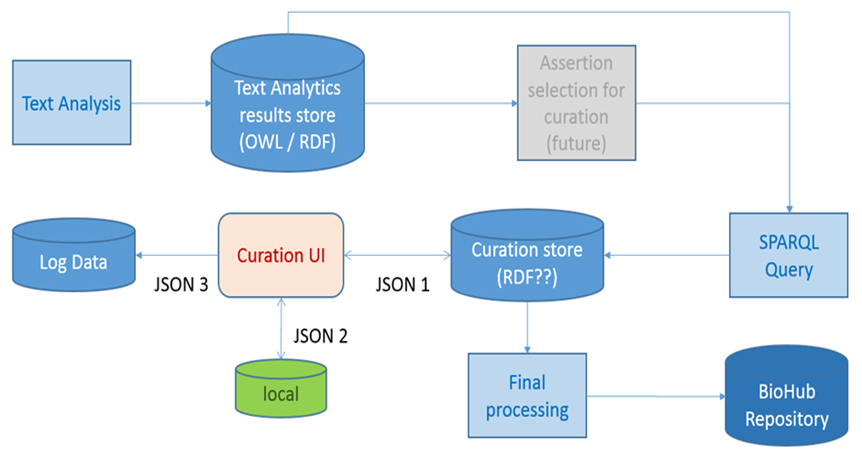 Text Analysis
Text Analytics
results store
(OWL / RDF)
Assertion
selection for
curation
(future)
Log Data
Curation UI
Curation store
(RDF??)
SPARQL
Query
JSON 3
JSON 1
JSON 2
local
Final
processing
BioHub
Repository